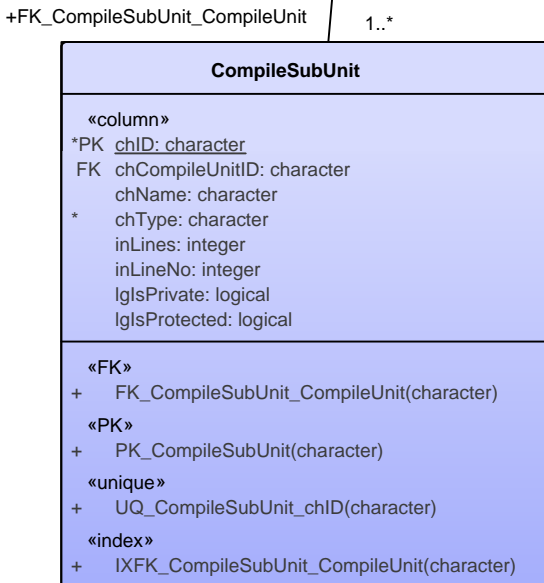 +FK_CompileSubUnit_CompileUnit
1..*
CompileSubUnit
«column»
*PK chID: character
FK chCompileUnitID: character
chName: character
* chType: character
inLines: integer
inLineNo: integer
lgIsPrivate: logical
lgIsProtected: logical
«FK»
+ FK_CompileSubUnit_CompileUnit(character)
«PK»
+ PK_CompileSubUnit(character)
«unique»
+ UQ_CompileSubUnit_chID(character)
«index»
+ IXFK_CompileSubUnit_CompileUnit(character)